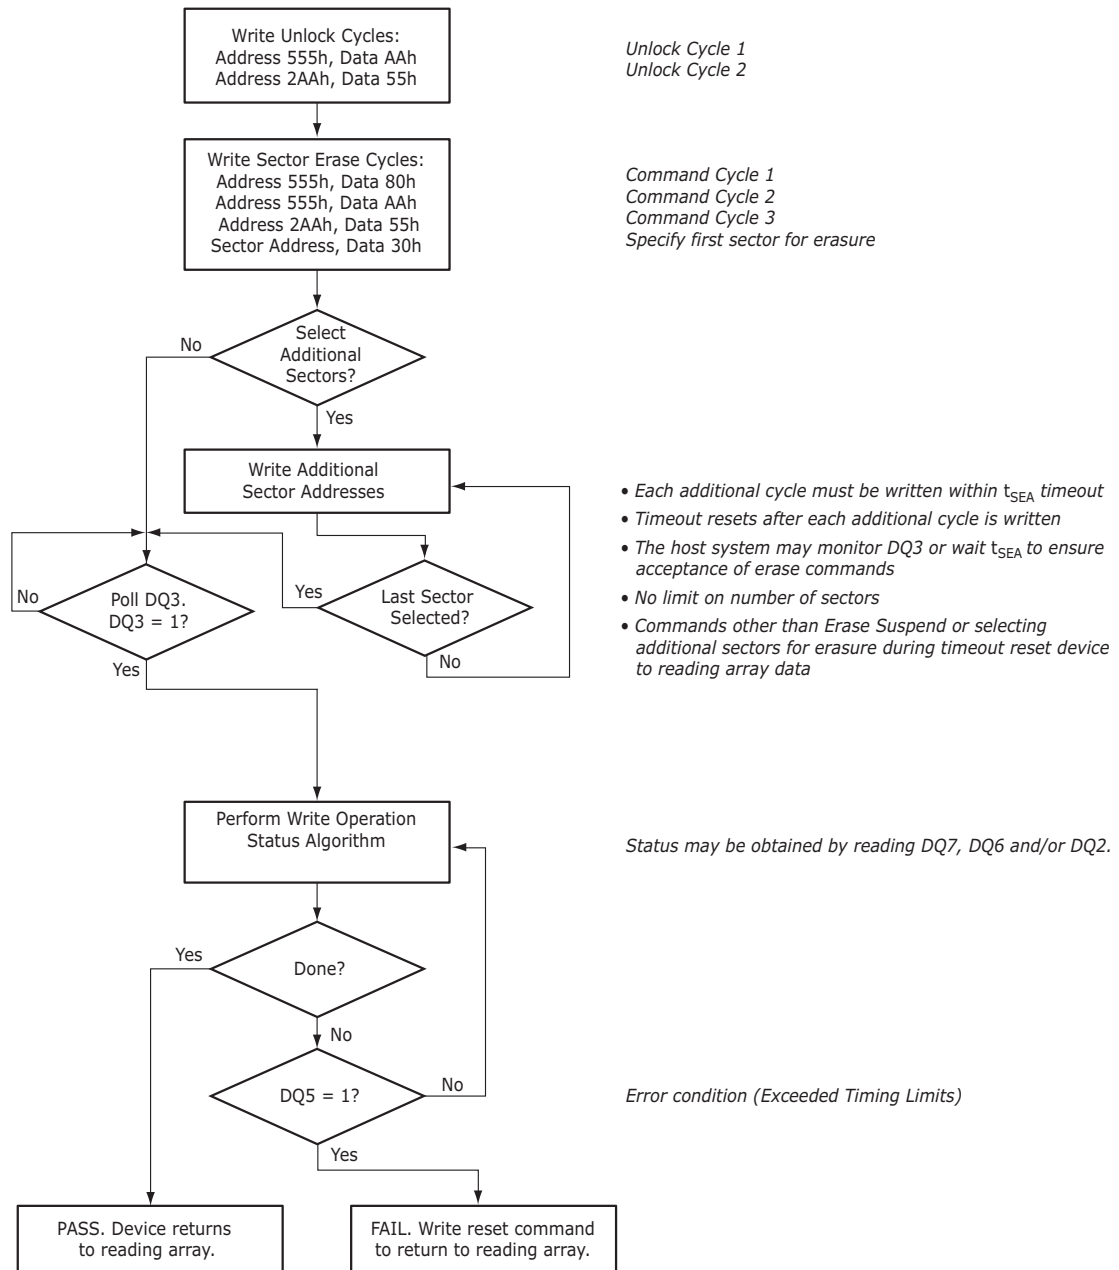 Write Unlock Cycles:
Address 555h, Data AAh
Address 2AAh, Data 55h
Unlock Cycle 1
Unlock Cycle 2
Write Sector Erase Cycles:
Address 555h, Data 80h
Address 555h, Data AAh
Address 2AAh, Data 55h
Sector Address, Data 30h
Command Cycle 1
Command Cycle 2
Command Cycle 3
Specify first sector for erasure
Select
Additional
Sectors?
No
Yes
Write Additional
Sector Addresses
• Each additional cycle must be written within tSEA timeout
• Timeout resets after each additional cycle is written
• The host system may monitor DQ3 or wait tSEA to ensure
acceptance of erase commands
• No limit on number of sectors
• Commands other than Erase Suspend or selecting
additional sectors for erasure during timeout reset device
to reading array data
No
Poll DQ3.
DQ3 = 1?
Yes
Yes
Last Sector
Selected?
No
Perform Write Operation
Status Algorithm
Status may be obtained by reading DQ7, DQ6 and/or DQ2.
Yes
Done?
No
DQ5 = 1?
No
Error condition (Exceeded Timing Limits)
Yes
PASS. Device returns
to reading array.
FAIL. Write reset command
to return to reading array.